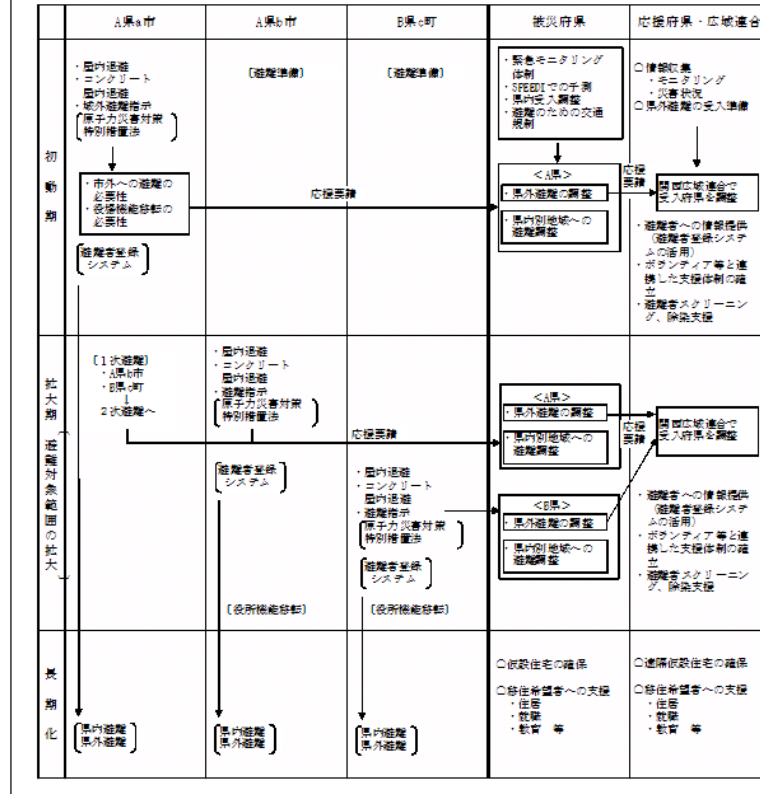 A県a市
A県b市
B県c町
被災府県
応援府県・広域連合
初動期
・屋内退避
・コンクリート
屋内退避
・域外避難指示
原子力災害対策
特別措置法
〔避難準備〕
〔避難準備〕
・緊急モニタリング
体制
・SPEEDIでの予測
・県内受入調整
・避難のための交通
規制
○情報収集
・モニタリング
・災害状況
○県外避難の受入準備
・市外への避難の
必要性
・役場機能移転の
必要性
応援要請
<A県>
・県外避難の調整
・県内別地域への
避難調整
応援
要請
関西広域連合で
受入府県を調整
避難者登録
システム
・避難者への情報提供
(避難者登録システ
ムの活用)
・ボランティア等と連
携した支援体制の確
立
・避難者スクリーニン
グ、除染支援
拡大期
避難対象範囲の拡大
〔1次避難〕
・A県b市
・B県c町
↓
2次避難へ
・屋内退避
・コンクリート
屋内退避
・避難指示
原子力災害対策
特別措置法
応援要請
<A県>
・県外避難の調整
・県内別地域への
避難調整
応援
要請
関西広域連合で
受入府県を調整
避難者登録
システム
・屋内退避
・コンクリート
屋内退避
・避難指示
原子力災害対策
特別措置法
避難者登録
システム
<B県>
・県外避難の調整
・県内別地域への
避難調整
・避難者への情報提供
(避難者登録システ
ムの活用)
・ボランティア等と連
携した支援体制の確
立
・避難者スクリーニン
グ、除染支援
〔役所機能移転〕
〔役所機能移転〕
長期化
県内避難
県外避難
県内避難
県外避難
県内避難
県外避難
○仮設住宅の確保
○移住希望者への支援
・住居
・就職
・教育 等
○遠隔仮設住宅の確保
○移住希望者への支援
・住居
・就職
・教育 等